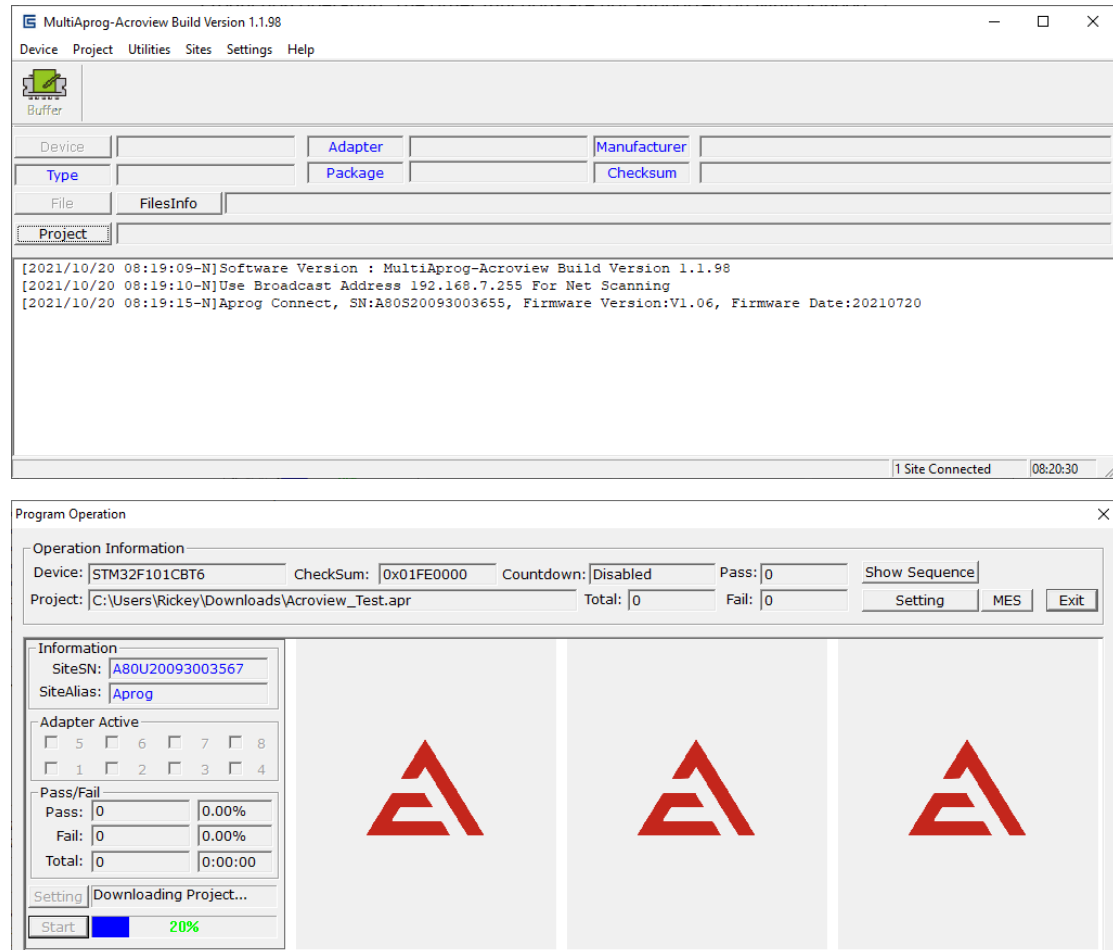 MultiAprog-Acroview Build Version 1.1.98
Device Project Utilities Sites Settings Help
Buffer
Device Adapter Manufacturer
Type Package Checksum
File FilesInfo
Project
[2021/10/20 08:19:09-N]Software Version : MultiAprog-Acroview Build Version 1.1.98
[2021/10/20 08:19:10-N]Use Broadcast Address 192.168.7.255 For Net Scanning
[2021/10/20 08:19:15-N]Aprog Connect, SN:A80S20093003655, Firmware Version:V1.06, Firmware Date:20210720
1 Site Connected 08:20:30
Program Operation
Operation Information
Device: STM32F101CBT6 CheckSum: 0x01FE0000 Countdown: Disabled Pass: 0 Show Sequence
Project: C:\Users\Rickey\Downloads\Acroview_Test.apr Total: 0 Fail: 0 Setting MES Exit
Information
SiteSN: A80U20093003567
SiteAlias: Aprog
Adapter Active
5 6 7 8
1 2 3 4
Pass/Fail
Pass: 0 0.00%
Fail: 0 0.00%
Total: 0 0:00:00
Setting Downloading Project...
Start 20%